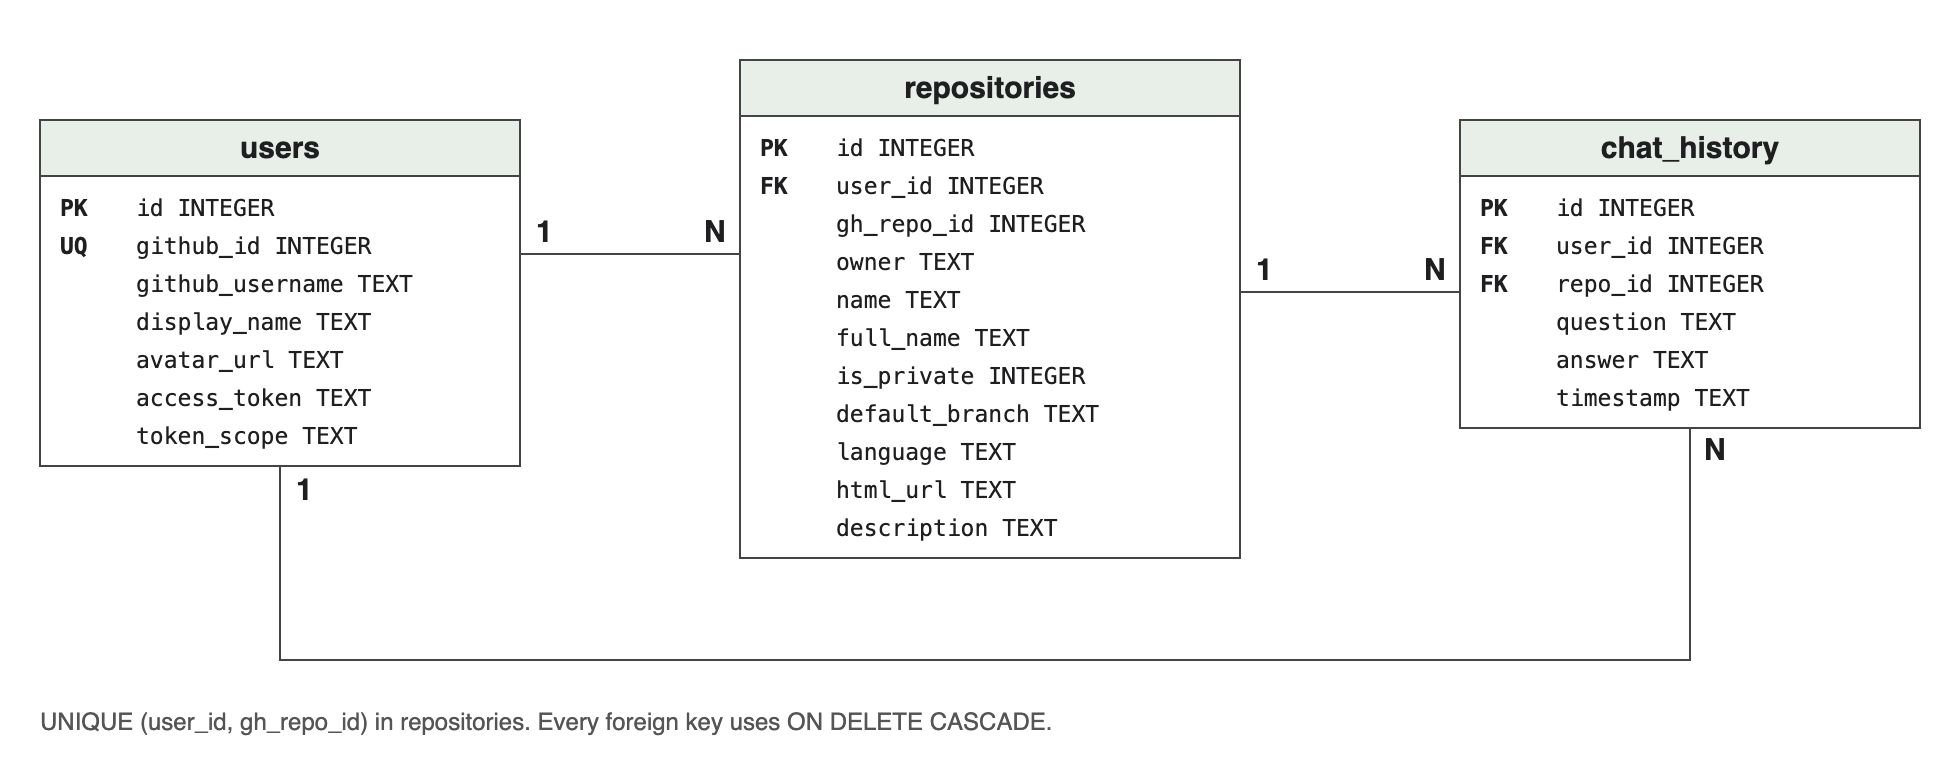 users
PK id INTEGER
UQ github_id INTEGER
github_username TEXT
display_name TEXT
avatar_url TEXT
access_token TEXT
token_scope TEXT
1
N
1
repositories
PK id INTEGER
FK user_id INTEGER
gh_repo_id INTEGER
owner TEXT
name TEXT
full_name TEXT
is_private INTEGER
default_branch TEXT
language TEXT
html_url TEXT
description TEXT
1
N
chat_history
PK id INTEGER
FK user_id INTEGER
FK repo_id INTEGER
question TEXT
answer TEXT
timestamp TEXT
N
UNIQUE (user_id, gh_repo_id) in repositories. Every foreign key uses ON DELETE CASCADE.